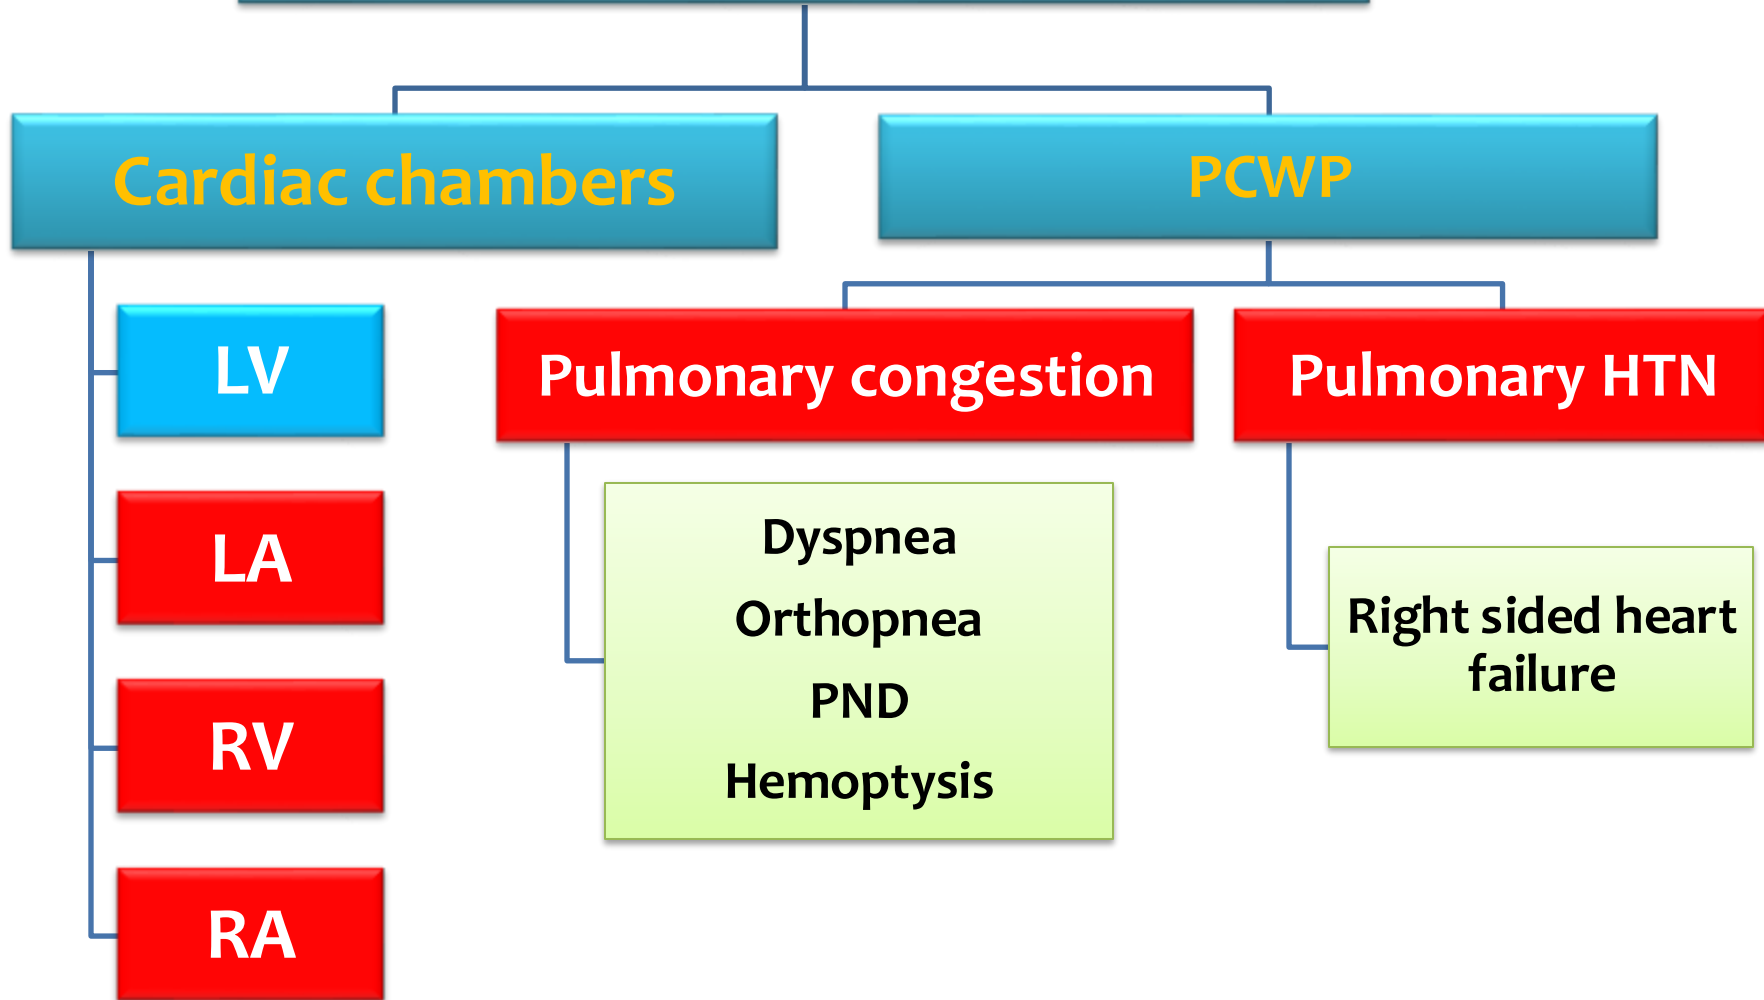 Cardiac chambers
PCWP
LV
LA
RV
RA
Pulmonary congestion
Pulmonary HTN
Dyspnea
Orthopnea
PND
Hemoptysis
Right sided heart
failure